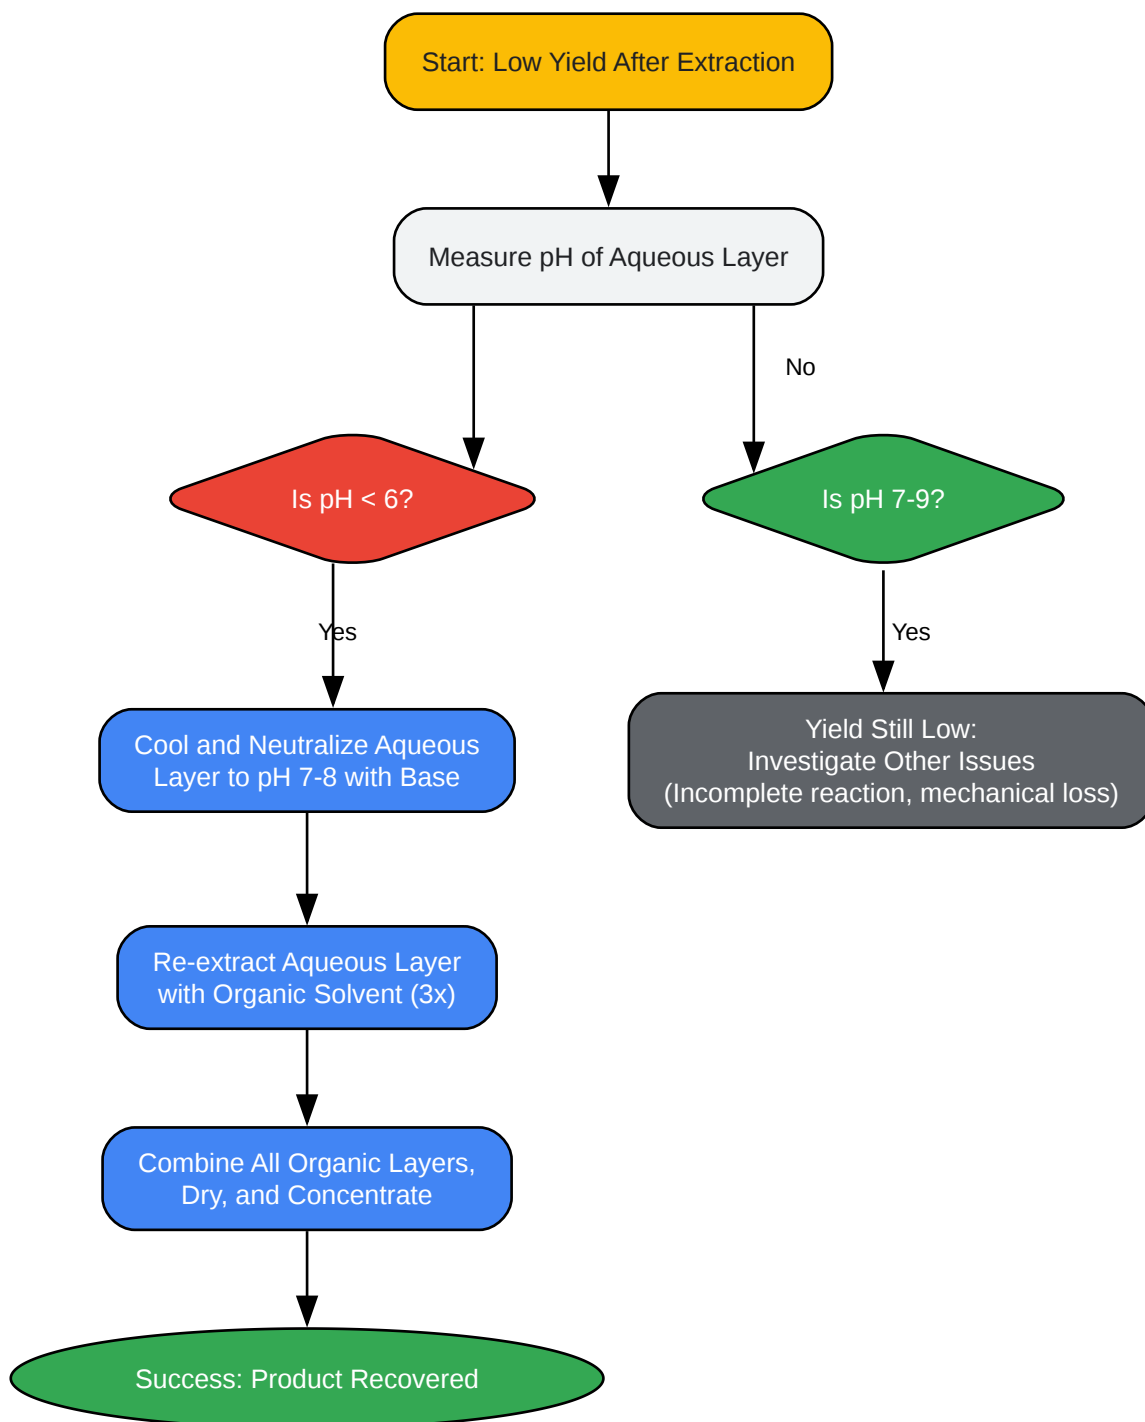 Start: Low Yield After Extraction
Measure pH of Aqueous Layer
No
Is pH < 6?
Is pH 7-9?
Yes
Yes
Cool and Neutralize Aqueous
Layer to pH 7-8 with Base
Yield Still Low:
Investigate Other Issues
(Incomplete reaction, mechanical loss)
Re-extract Aqueous Layer
with Organic Solvent (3x)
Combine All Organic Layers,
Dry, and Concentrate
Success: Product Recovered